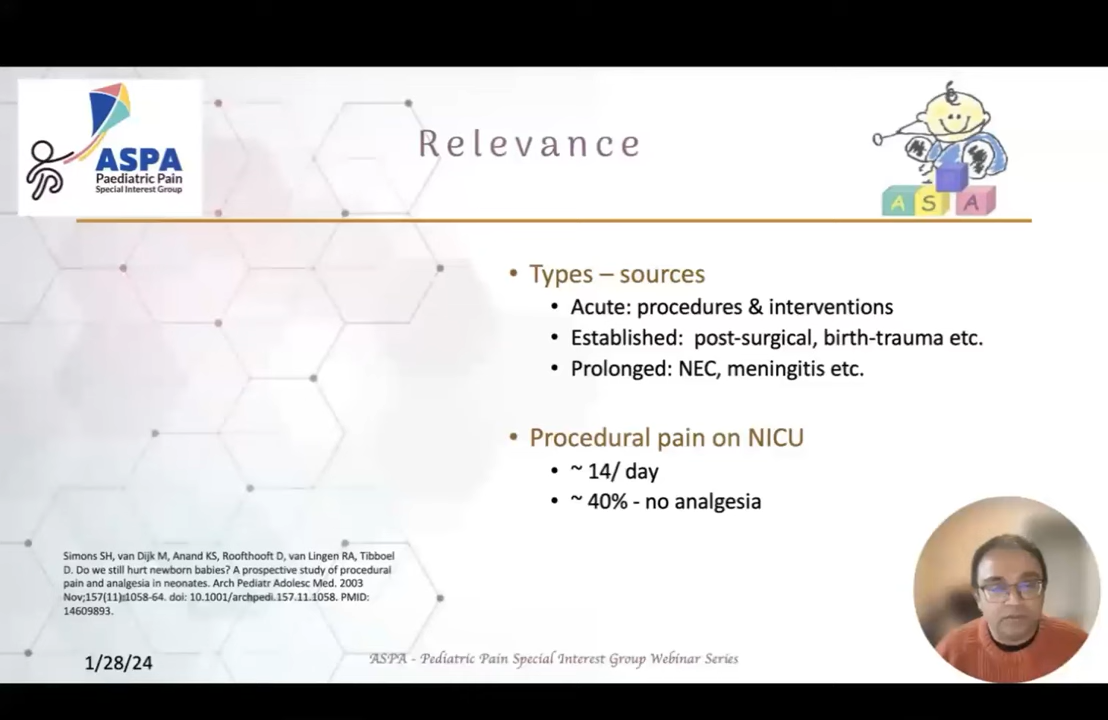 ASPA
Paediatric Pain
Special Interest Group
Relevance
A S A
• Types – sources
• Acute: procedures & interventions
• Established: post-surgical, birth-trauma etc.
• Prolonged: NEC, meningitis etc.
• Procedural pain on NICU
• ~ 14/ day
• ~ 40% - no analgesia
Simons SH, van Dijk M, Anand KS, Roofthooft D, van Lingen RA, Tibboel
D. Do we still hurt newborn babies? A prospective study of procedural
pain and analgesia in neonates. Arch Pediatr Adolesc Med. 2003
Nov;157(11):1058-64. doi: 10.1001/archpedi.157.11.1058. PMID:
14609893.
1/28/24
ASPA - Pediatric Pain Special Interest Group Webinar Series